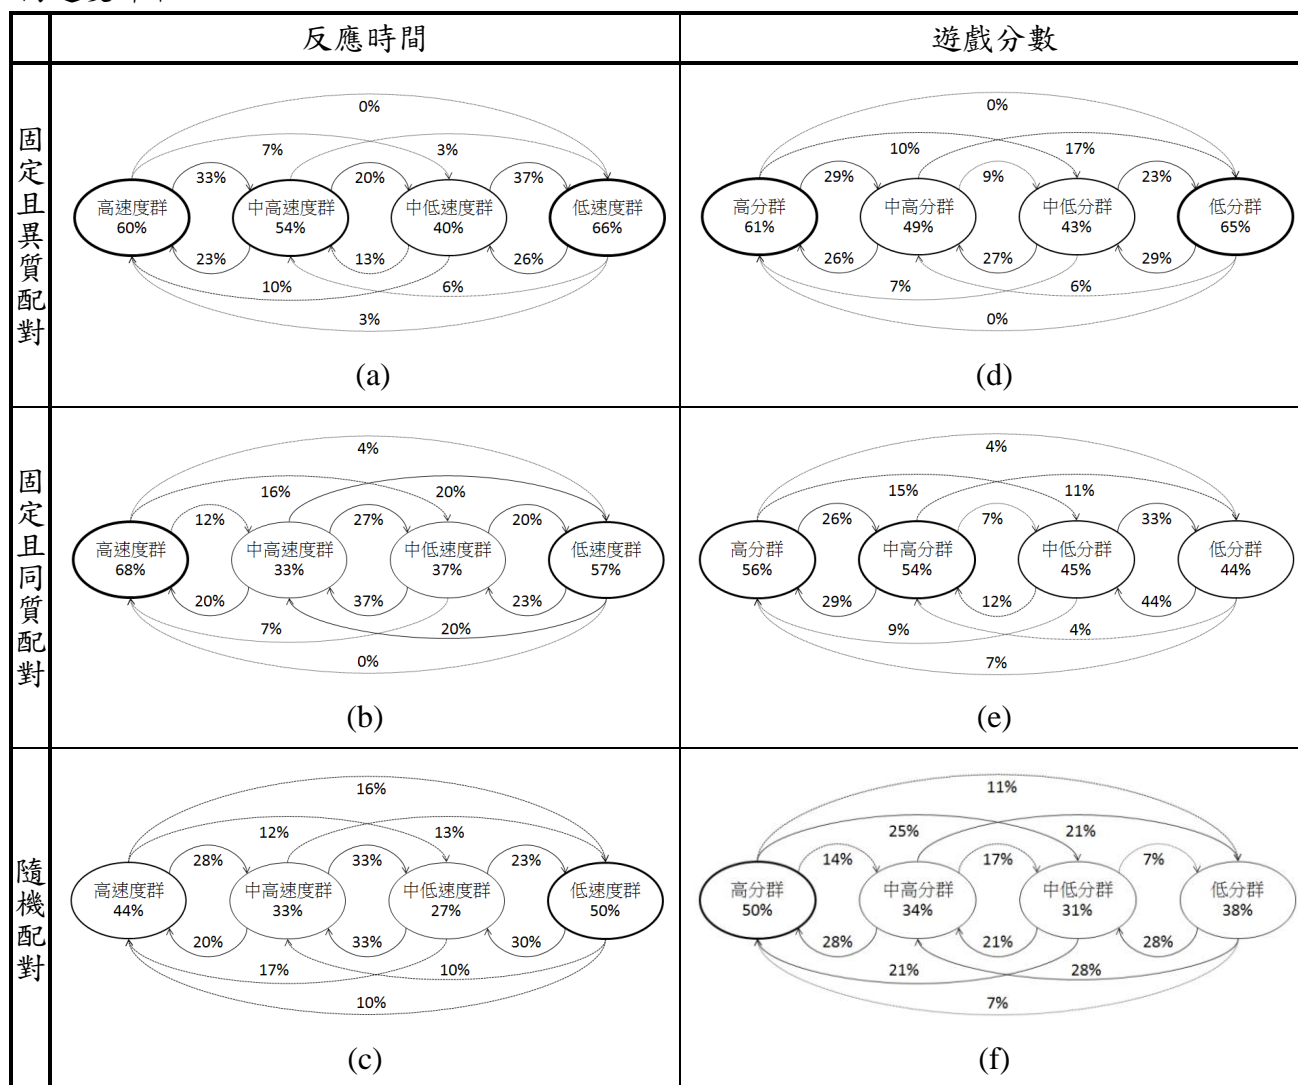 反應時間
遊戲分數
固定且異質配對
0%
7% 3%
33% 20% 37%
高速度群 中高速度群 中低速度群 低速度群
60% 54% 40% 66%
23% 13% 26%
10% 6%
3%
(a)
0%
10% 17%
29% 9% 23%
高分群 中高分群 中低分群 低分群
61% 49% 43% 65%
26% 27% 29%
7% 6%
0%
(d)
固定且同質配對
4%
16% 20%
12% 27% 20%
高速度群 中高速度群 中低速度群 低速度群
68% 33% 37% 57%
20% 37% 23%
7% 20%
0%
(b)
4%
15% 11%
26% 7% 33%
高分群 中高分群 中低分群 低分群
56% 54% 45% 44%
29% 12% 44%
9% 4%
7%
(e)
隨機配對
16%
12% 13%
28% 33% 23%
高速度群 中高速度群 中低速度群 低速度群
44% 33% 27% 50%
20% 33% 30%
17% 10%
10%
(c)
11%
25% 21%
14% 17% 7%
高分群 中高分群 中低分群 低分群
50% 34% 31% 38%
28% 21% 28%
21% 28%
7%
(f)